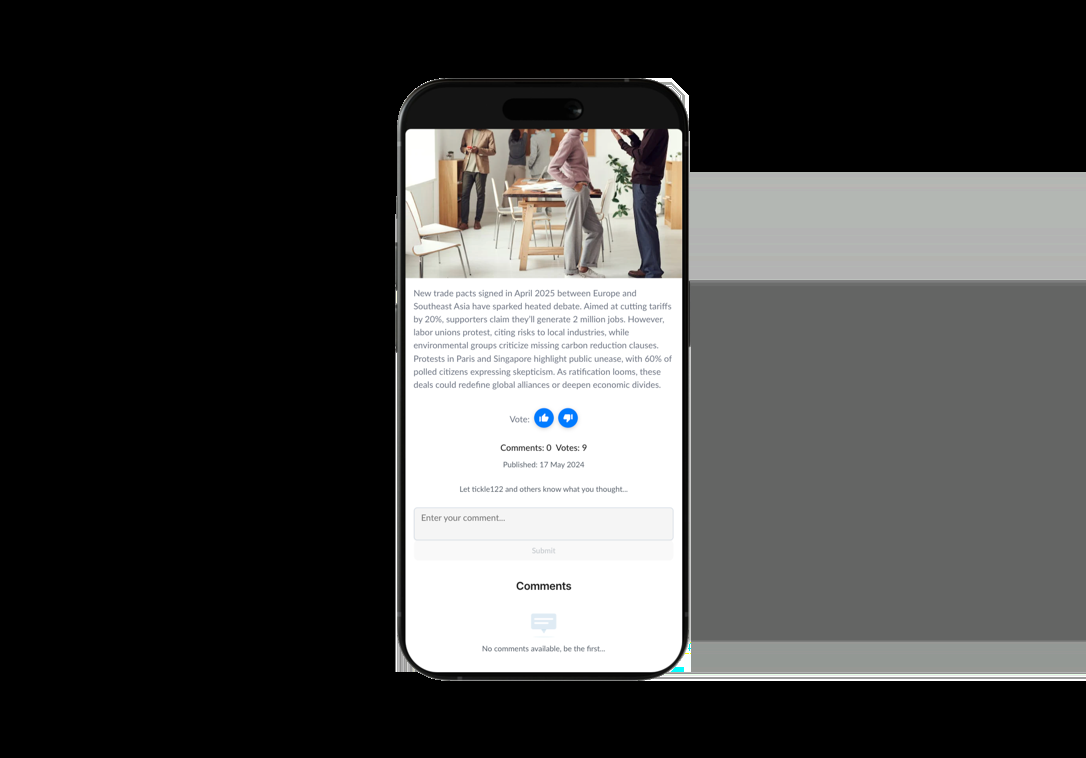 New trade pacts signed in April 2025 between Europe and
Southeast Asia have sparked heated debate. Aimed at cutting tariffs
by 20%, supporters claim they'll generate 2 million jobs. However,
labor unions protest, citing risks to local industries, while
environmental groups criticize missing carbon reduction clauses.
Protests in Paris and Singapore highlight public unease, with 60% of
polled citizens expressing skepticism. As ratification looms, these
deals could redefine global alliances or deepen economic divides.
Vote:
Comments: 0 Votes: 9
Published: 17 May 2024
Let tickle122 and others know what you thought...
Enter your comment...
Submit
Comments
No comments available, be the first...